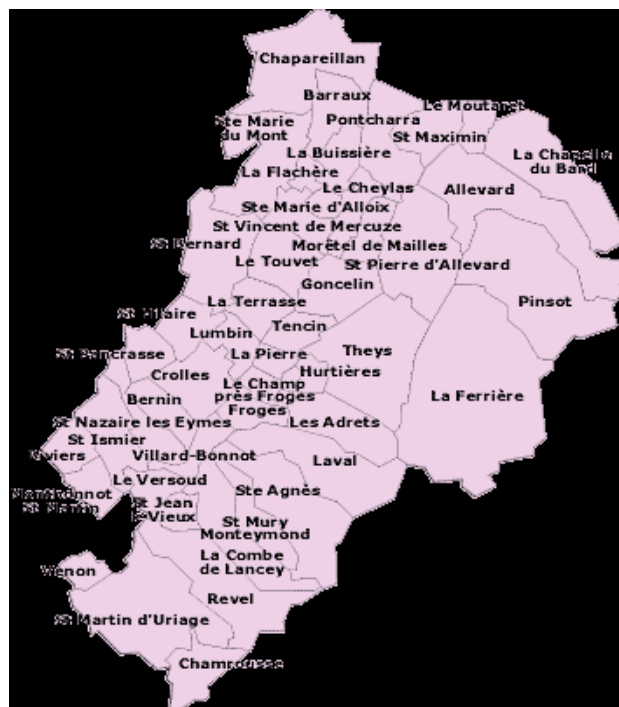 Chapareillan
Barraux
Le Moutaret
Pontcharra
Ste Marie
du Mont
St Maximin
La Buissière
La Chapelle
du Bard
La Flachère
Le Cheylas
Allevard
Ste Marie d'Alloix
St Vincent de Mercuze
St Bernard
Morêtel de Mailles
Le Touvet
St Pierre d'Allevard
Goncelin
La Terrasse
Pinsot
St Hilaire
Lumbin
Tencin
St Pancrasse
La Pierre
Theys
Crolles
Hurtières
Le Champ
près Froges
Bernin
La Ferrière
Froges
St Nazaire les Eymes
Les Adrets
St Ismier
Biviers
Villard-Bonnot
Laval
Le Versoud
Ste Agnès
Montbonnot
St Martin
St Jean
le Vieux
St Mury
Monteymond
La Combe
de Lancey
Venon
Revel
St Martin d'Uriage
Chamrousse